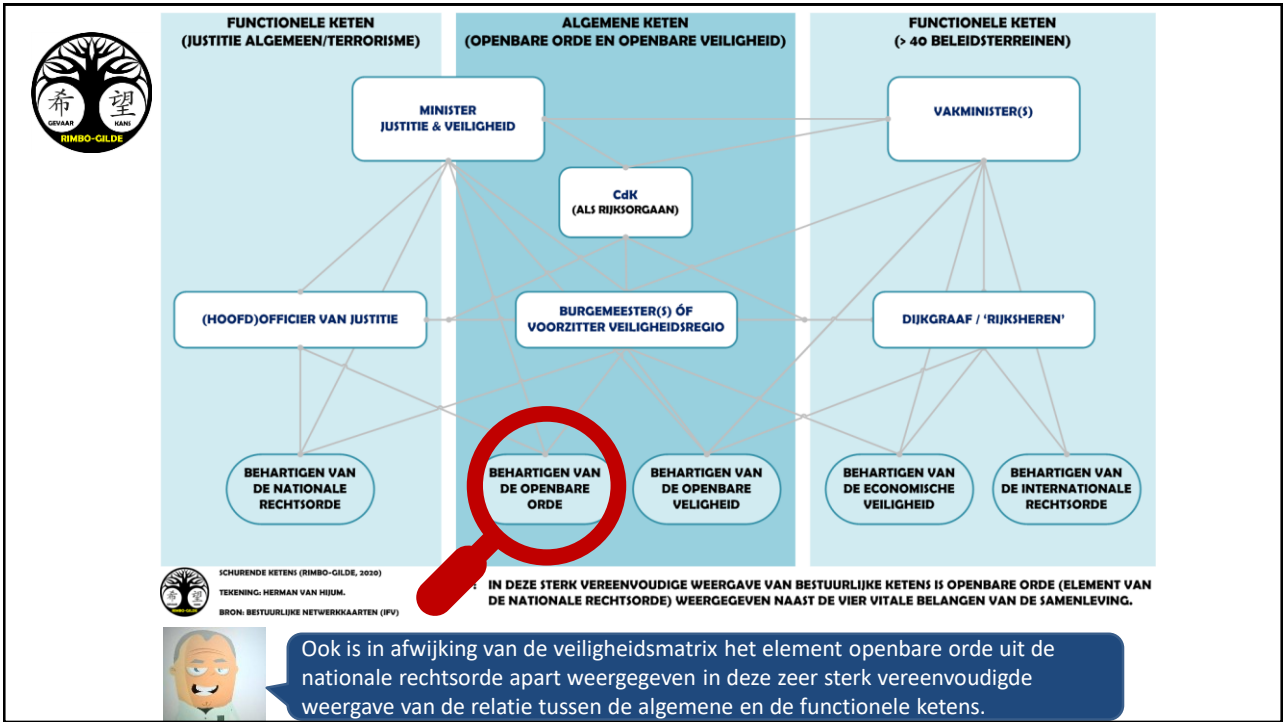 FUNCTIONELE KETEN
(JUSTITIE ALGEMEEN/TERRORISME)
ALGEMENE KETEN
(OPENBARE ORDE EN OPENBARE VEILIGHEID)
FUNCTIONELE KETEN
(> 40 BELEIDSTERREINEN)
希 望
GEVAAR KANS
RIMBO-GILDE
MINISTER
JUSTITIE & VEILIGHEID
VAKMINISTER(S)
CdK
(ALS RIJKSORGAAN)
(HOOFD)OFFICIER VAN JUSTITIE
BURGEMEESTER(S) ÓF
VOORZITTER VEILIGHEIDSREGIO
DIJKGRAAF / ‘RIJKSHEREN’
BEHARTIGEN VAN
DE NATIONALE
RECHTSORDE
BEHARTIGEN VAN
DE OPENBARE
ORDE
BEHARTIGEN VAN
DE OPENBARE
VELIGHEID
BEHARTIGEN VAN
DE ECONOMISCHE
VEILIGHEID
BEHARTIGEN VAN
DE INTERNATIONALE
RECHTSORDE
希 望
RIMBO-GILDE
SCHURENDE KETENS (RIMBO-GILDE, 2020)
TEKENING: HERMAN VAN HIJUM.
BRON: BESTUURLIJKE NETWERKKAARTEN (IFV)
IN DEZE STERK VEREENVOUDIGE WEERGAVE VAN BESTUURLIJKE KETENS IS OPENBARE ORDE (ELEMENT VAN
DE NATIONALE RECHTSORDE) WEERGEGEVEN NAAST DE VIER VITALE BELANGEN VAN DE SAMENLEVING.
Ook is in afwijking van de veiligheidsmatrix het element openbare orde uit de
nationale rechtsorde apart weergegeven in deze zeer sterk vereenvoudigde
weergave van de relatie tussen de algemene en de functionele ketens.